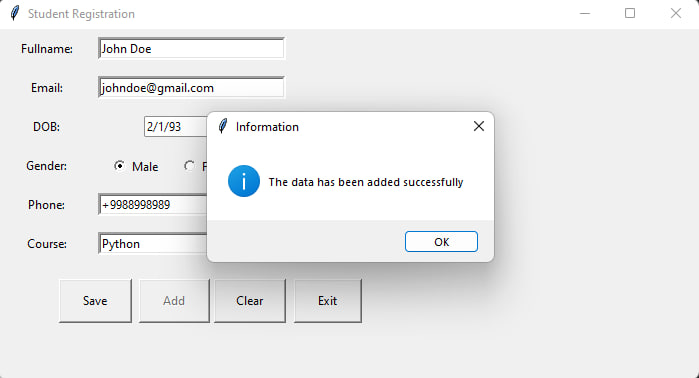 Student Registration
Fullname: John Doe
Email: johndoe@gmail.com
DOB: 2/1/93
Information
Gender: Male
The data has been added successfully
Phone: +9988998989
OK
Course: Python
Save Add Clear Exit